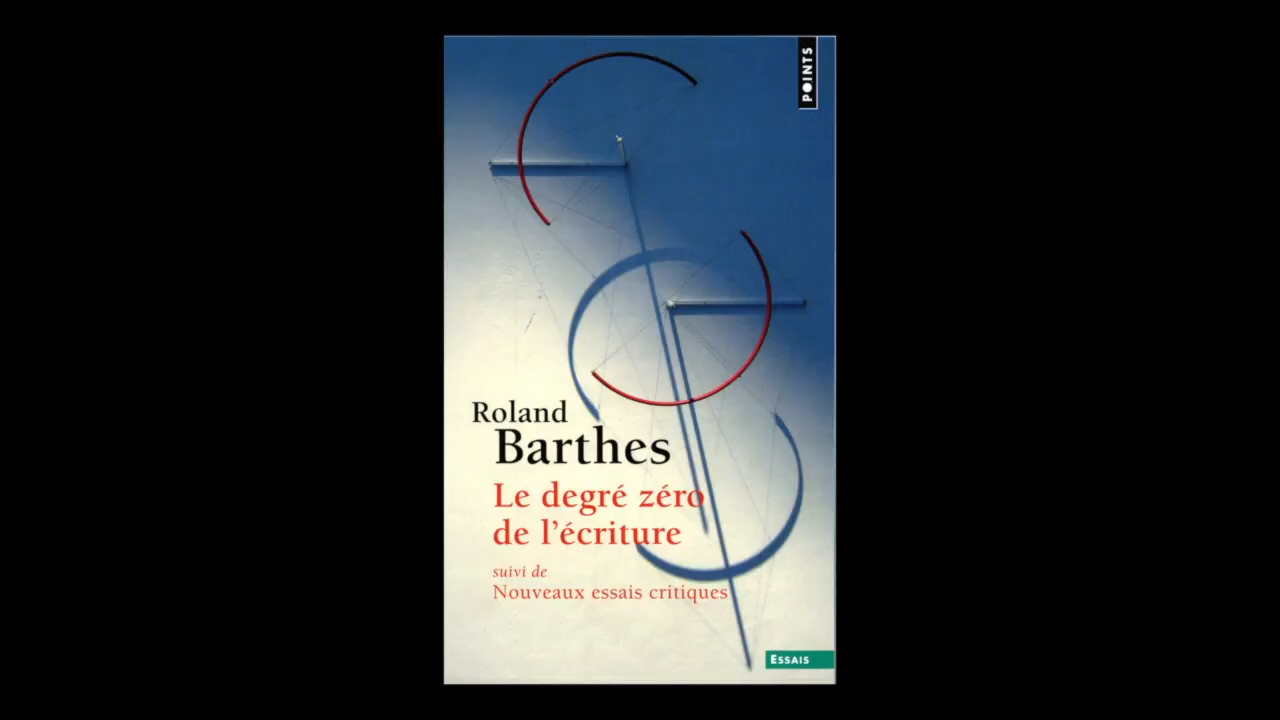 POINTS
Roland
Barthes
Le degré zéro
de l'écriture
suivi de
Nouveaux essais critiques
ESSAIS